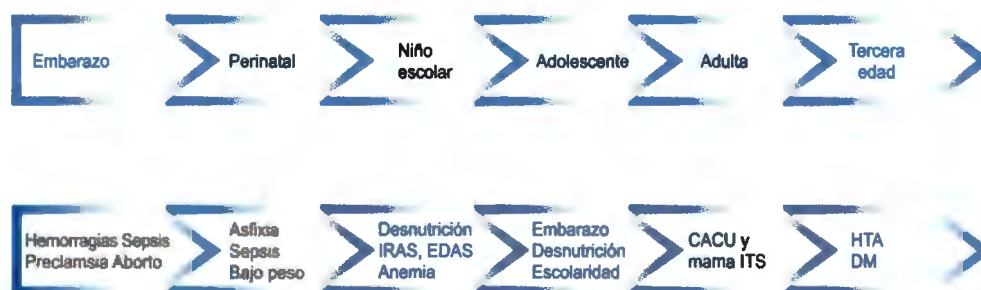 Embarazo
Perinatal
Niño
escolar
Adolescente
Adulta
Tercera
edad
Hemorragias Sepsis
Preclamsia Aborto
Asfixia
Sepsis
Bajo peso
Desnutrición
IRAS, EDAS
Anemia
Embarazo
Desnutrición
Escolaridad
CACU y
mama ITS
HTA
DM